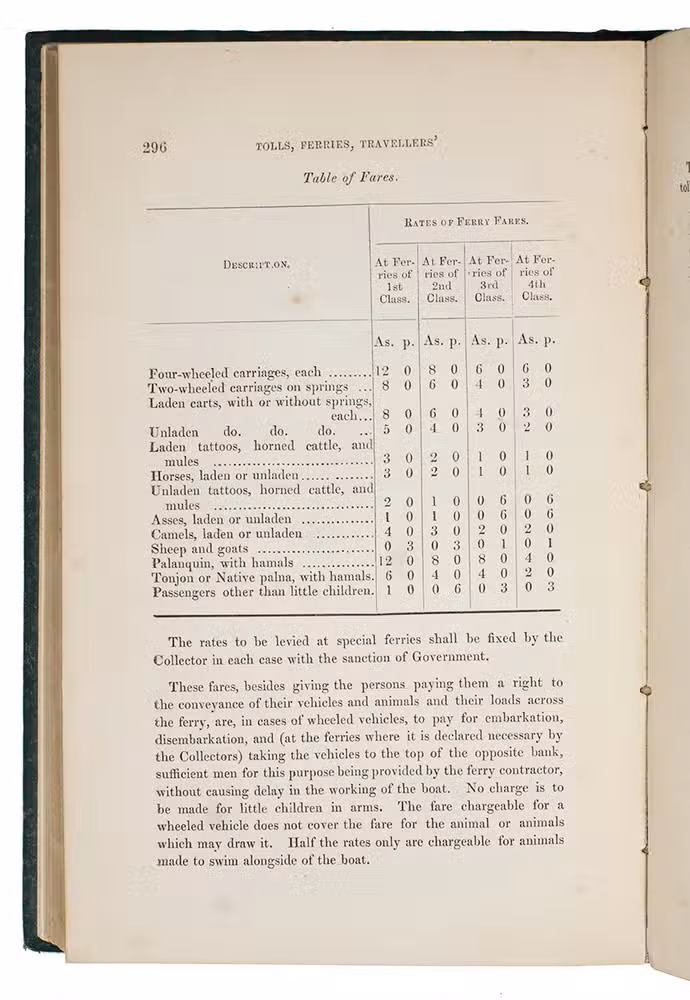 296 TOLLS, FERRIES, TRAVELLERS'
Table of Fares.
RATES OF FERRY FARES.
DESCRIPTION.
At Fer- At Fer- At Fer- At Fer-
ries of ries of ries of ries of
1st 2nd 3rd 4th
Class. Class. Class. Class.
As. p. As. p. As. p. As. p.
Four-wheeled carriages, each ......... 12 0 8 0 6 0 6 0
Two-wheeled carriages on springs ... 8 0 6 0 4 0 3 0
Laden carts, with or without springs,
each... 8 0 6 0 4 0 3 0
Unladen do. do. do. ... 5 0 4 0 3 0 2 0
Laden tattoos, horned cattle, and
mules ................................ 3 0 2 0 1 0 1 0
Horses, laden or unladen.............. 3 0 2 0 1 0 1 0
Unladen tattoos, horned cattle, and
mules ................................ 2 0 1 0 0 6 0 6
Asses, laden or unladen .............. 1 0 1 0 0 6 0 6
Camels, laden or unladen ............ 4 0 3 0 2 0 2 0
Sheep and goats ....................... 0 3 0 3 0 1 0 1
Palanquin, with hamals .............. 12 0 8 0 8 0 4 0
Tonjon or Native palna, with hamals. 6 0 4 0 4 0 2 0
Passengers other than little children. 1 0 0 6 0 3 0 3
The rates to be levied at special ferries shall be fixed by the
Collector in each case with the sanction of Government.
These fares, besides giving the persons paying them a right to
the conveyance of their vehicles and animals and their loads across
the ferry, are, in cases of wheeled vehicles, to pay for embarkation,
disembarkation, and (at the ferries where it is declared necessary by
the Collectors) taking the vehicles to the top of the opposite bank,
sufficient men for this purpose being provided by the ferry contractor,
without causing delay in the working of the boat. No charge is to
be made for little children in arms. The fare chargeable for a
wheeled vehicle does not cover the fare for the animal or animals
which may draw it. Half the rates only are chargeable for animals
made to swim alongside of the boat.